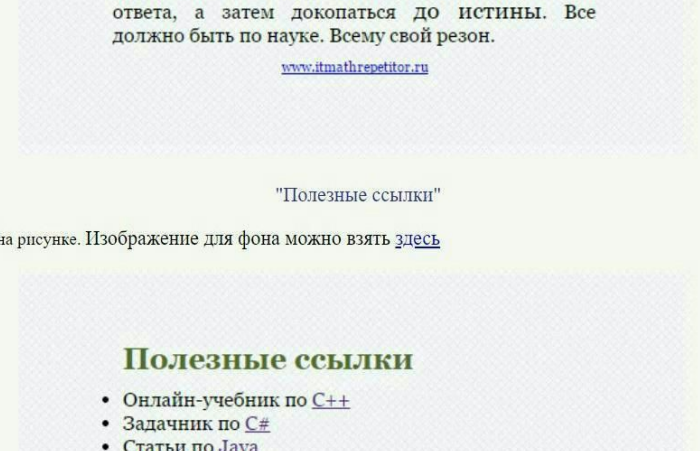 ответа, а затем докопаться до истины. Все
должно быть по науке. Всему свой резон.
www.itmathrepetitor.ru
"Полезные ссылки"
на рисунке. Изображение для фона можно взять здесь
Полезные ссылки
• Онлайн-учебник по C++
• Задачник по C#
• Статьи по Java